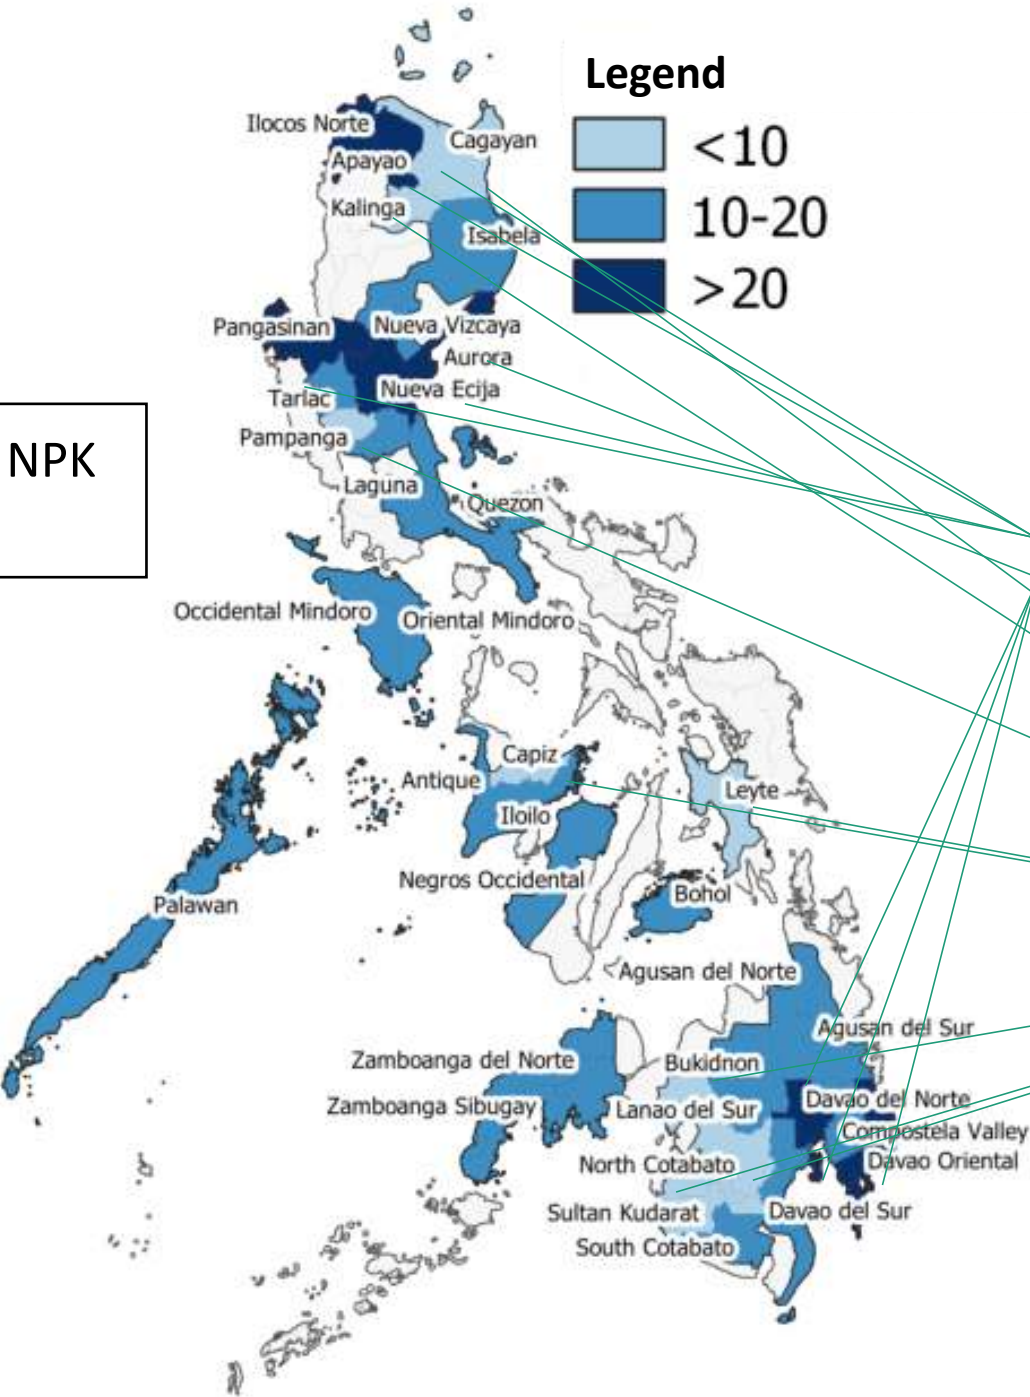 Legend
<10
10-20
>20
Ilocos Norte
Cagayan
Apayao
Kalinga
Isabela
Pangasinan
Nueva Vizcaya
Aurora
Nueva Ecija
Tarlac
Pampanga
NPK
Laguna
Quezon
Occidental Mindoro
Oriental Mindoro
Capiz
Antique
Leyte
Iloilo
Negros Occidental
Bohol
Palawan
Agusan del Norte
Agusan del Sur
Zamboanga del Norte
Bukidnon
Davao del Norte
Zamboanga Sibugay
Lanao del Sur
Compostela Valley
North Cotabato
Davao Oriental
Sultan Kudarat
Davao del Sur
South Cotabato